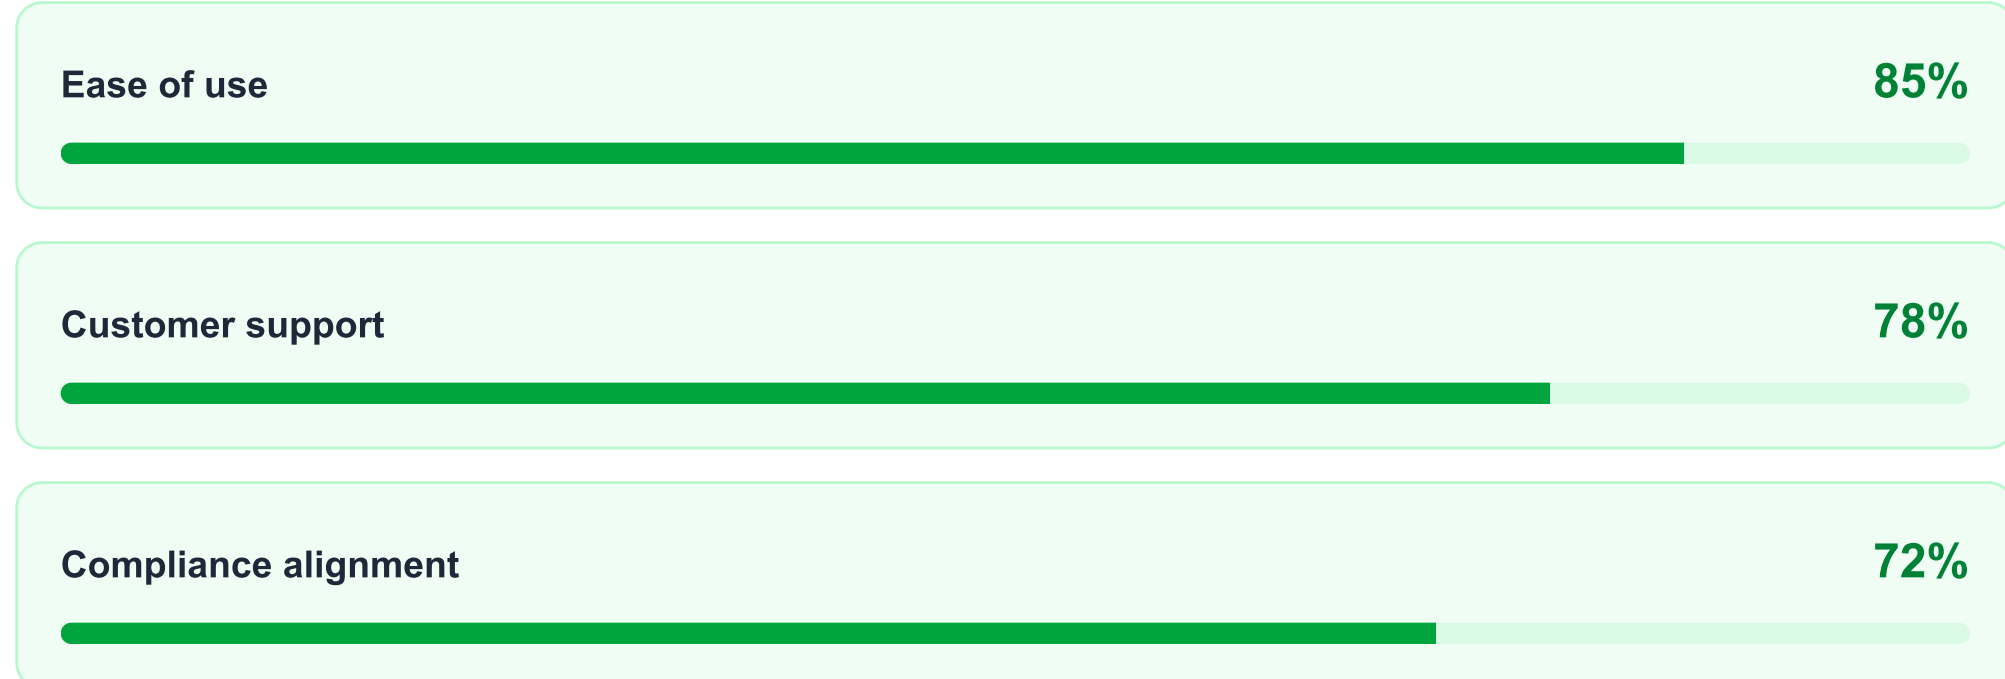 Ease of use 85%
Customer support 78%
Compliance alignment 72%